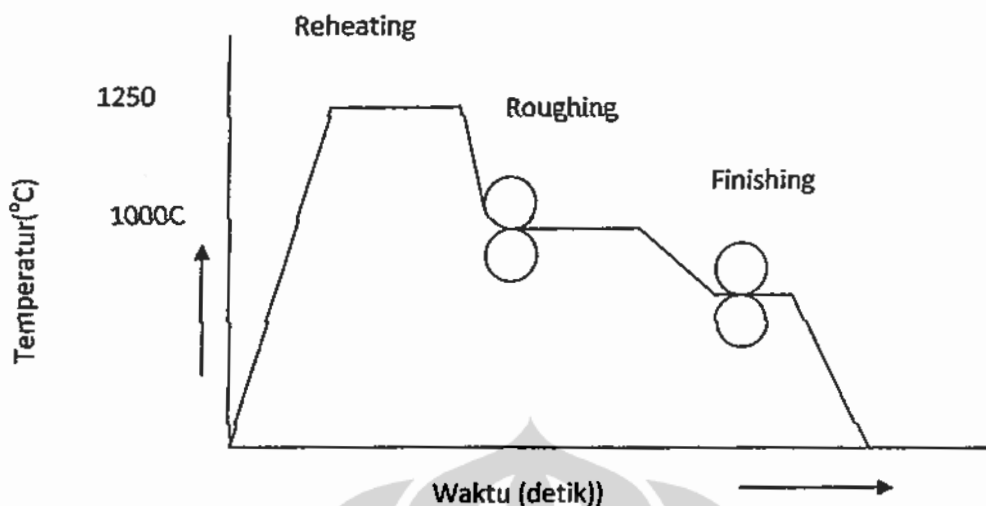 Reheating
1250
Roughing
Finishing
1000C
Temperatur(°C)
Waktu (detik))